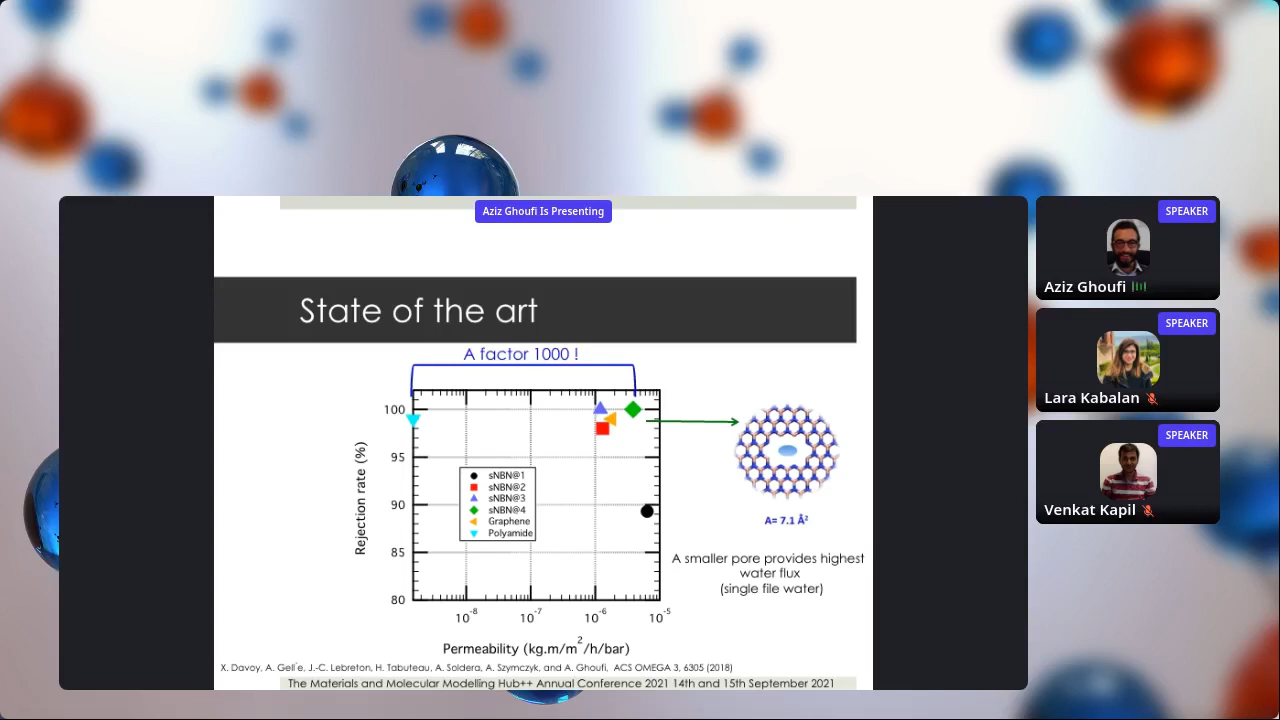 Aziz Ghoufi Is Presenting
State of the art
A factor 1000 !
Rejection rate (%)
100
95
90
85
80
sNBN@1
sNBN@2
sNBN@3
sNBN@4
Graphene
Polyamide
10-8
10-7
10-6
10-5
Permeability (kg.m/m2/h/bar)
A= 7.1 Å2
A smaller pore provides highest
water flux
(single file water)
X. Davoy, A. Gell´e, J.-C. Lebreton, H. Tabuteau, A. Soldera, A. Szymczyk, and A. Ghoufi, ACS OMEGA 3, 6305 (2018)
The Materials and Molecular Modelling Hub++ Annual Conference 2021 14th and 15th September 2021
SPEAKER
Aziz Ghoufi
SPEAKER
Lara Kabalan
SPEAKER
Venkat Kapil